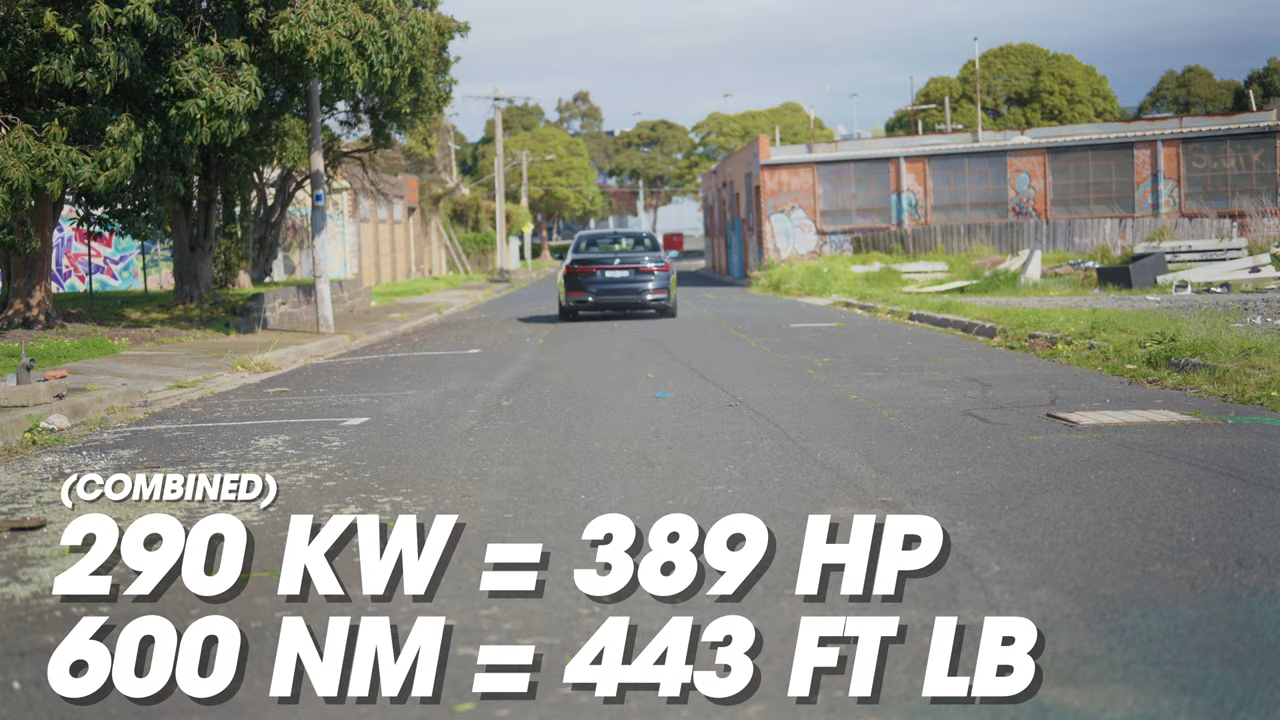 (COMBINED)
290 KW = 389 HP
600 NM = 443 FT LB